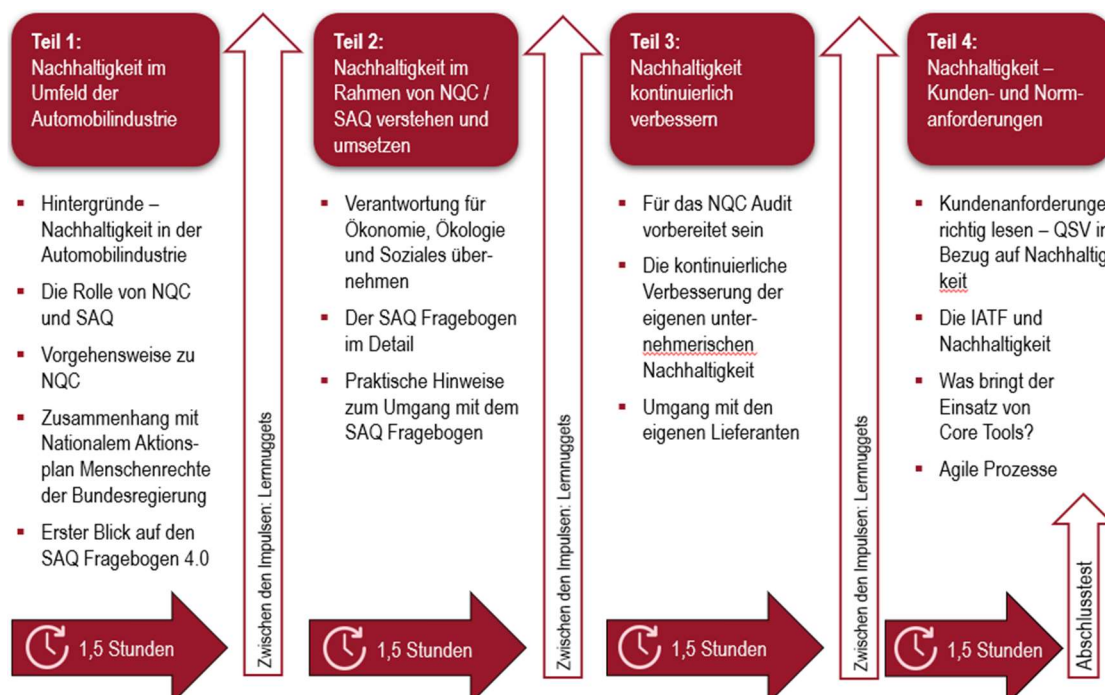 Teil 1:
Nachhaltigkeit im
Umfeld der
Automobilindustrie
▪ Hintergründe –
Nachhaltigkeit in der
Automobilindustrie
▪ Die Rolle von NQC
und SAQ
▪ Vorgehensweise zu
NQC
▪ Zusammenhang mit
Nationalem Aktions-
plan Menschenrechte
der Bundesregierung
▪ Erster Blick auf den
SAQ Fragebogen 4.0
1,5 Stunden
Zwischen den Impulsen: Lernnuggets
Teil 2:
Nachhaltigkeit im
Rahmen von NQC /
SAQ verstehen und
umsetzen
▪ Verantwortung für
Ökonomie, Ökologie
und Soziales über-
nehmen
▪ Der SAQ Fragebogen
im Detail
▪ Praktische Hinweise
zum Umgang mit dem
SAQ Fragebogen
1,5 Stunden
Zwischen den Impulsen: Lernnuggets
Teil 3:
Nachhaltigkeit
kontinuierlich
verbessern
▪ Für das NQC Audit
vorbereitet sein
▪ Die kontinuierliche
Verbesserung der
eigenen unter-
nehmerischen
Nachhaltigkeit
▪ Umgang mit den
eigenen Lieferanten
1,5 Stunden
Zwischen den Impulsen: Lernnuggets
Teil 4:
Nachhaltigkeit –
Kunden- und Norm-
anforderungen
▪ Kundenanforderunge
richtig lesen – QSV in
Bezug auf Nachhaltig
keit
▪ Die IATF und
Nachhaltigkeit
▪ Was bringt der
Einsatz von
Core Tools?
▪ Agile Prozesse
1,5 Stunden
Abschlusstest